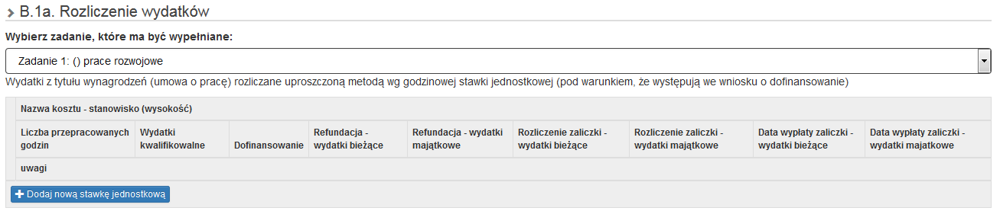 B.1a. Rozliczenie wydatków
Wybierz zadanie, które ma być wypełniane:
Zadanie 1: () prace rozwojowe
Wydatki z tytułu wynagrodzeń (umowa o pracę) rozliczane uproszczoną metodą wg godzinowej stawki jednostkowej (pod warunkiem, że występują we wniosku o dofinansowanie)
Nazwa kosztu - stanowisko (wysokość)
Liczba przepracowanych godzin
Wydatki kwalifikowalne
Dofinansowanie
Refundacja - wydatki bieżące
Refundacja - wydatki majątkowe
Rozliczenie zaliczki - wydatki bieżące
Rozliczenie zaliczki - wydatki majątkowe
Data wypłaty zaliczki - wydatki bieżące
Data wypłaty zaliczki - wydatki majatkowe
uwagi
Dodaj nową stawkę jednostkową